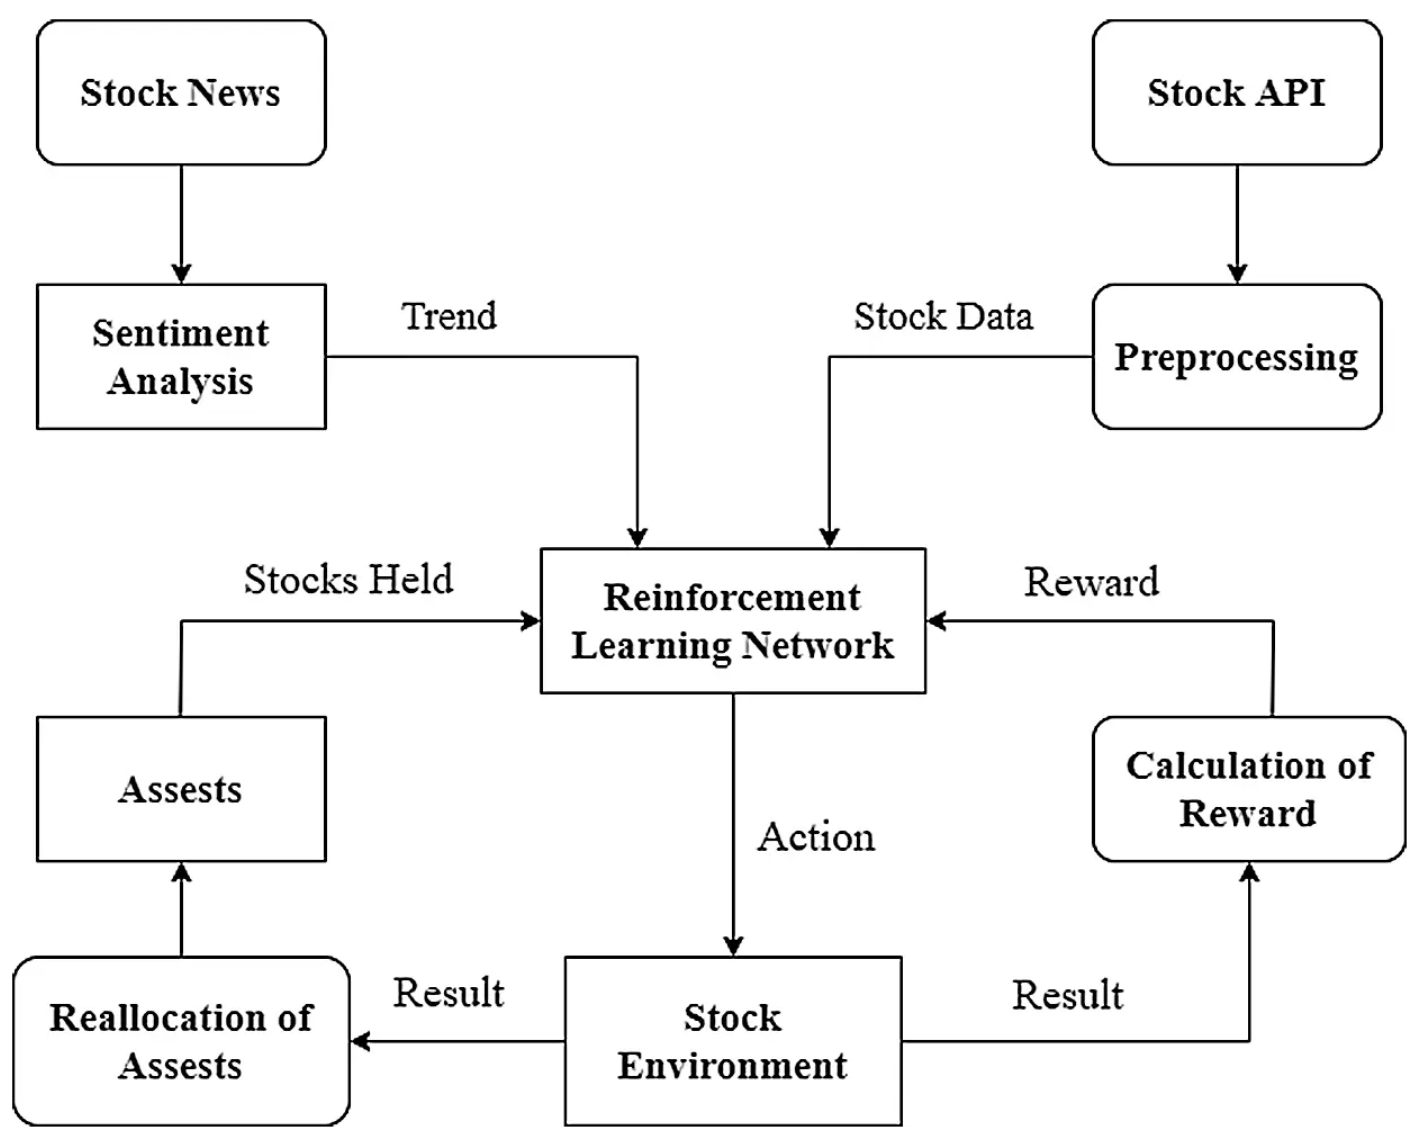 Stock News
Stock API
Sentiment
Analysis
Trend
Stock Data
Preprocessing
Stocks Held
Reinforcement
Learning Network
Reward
Assests
Action
Calculation of
Reward
Reallocation of
Assests
Result
Stock
Environment
Result